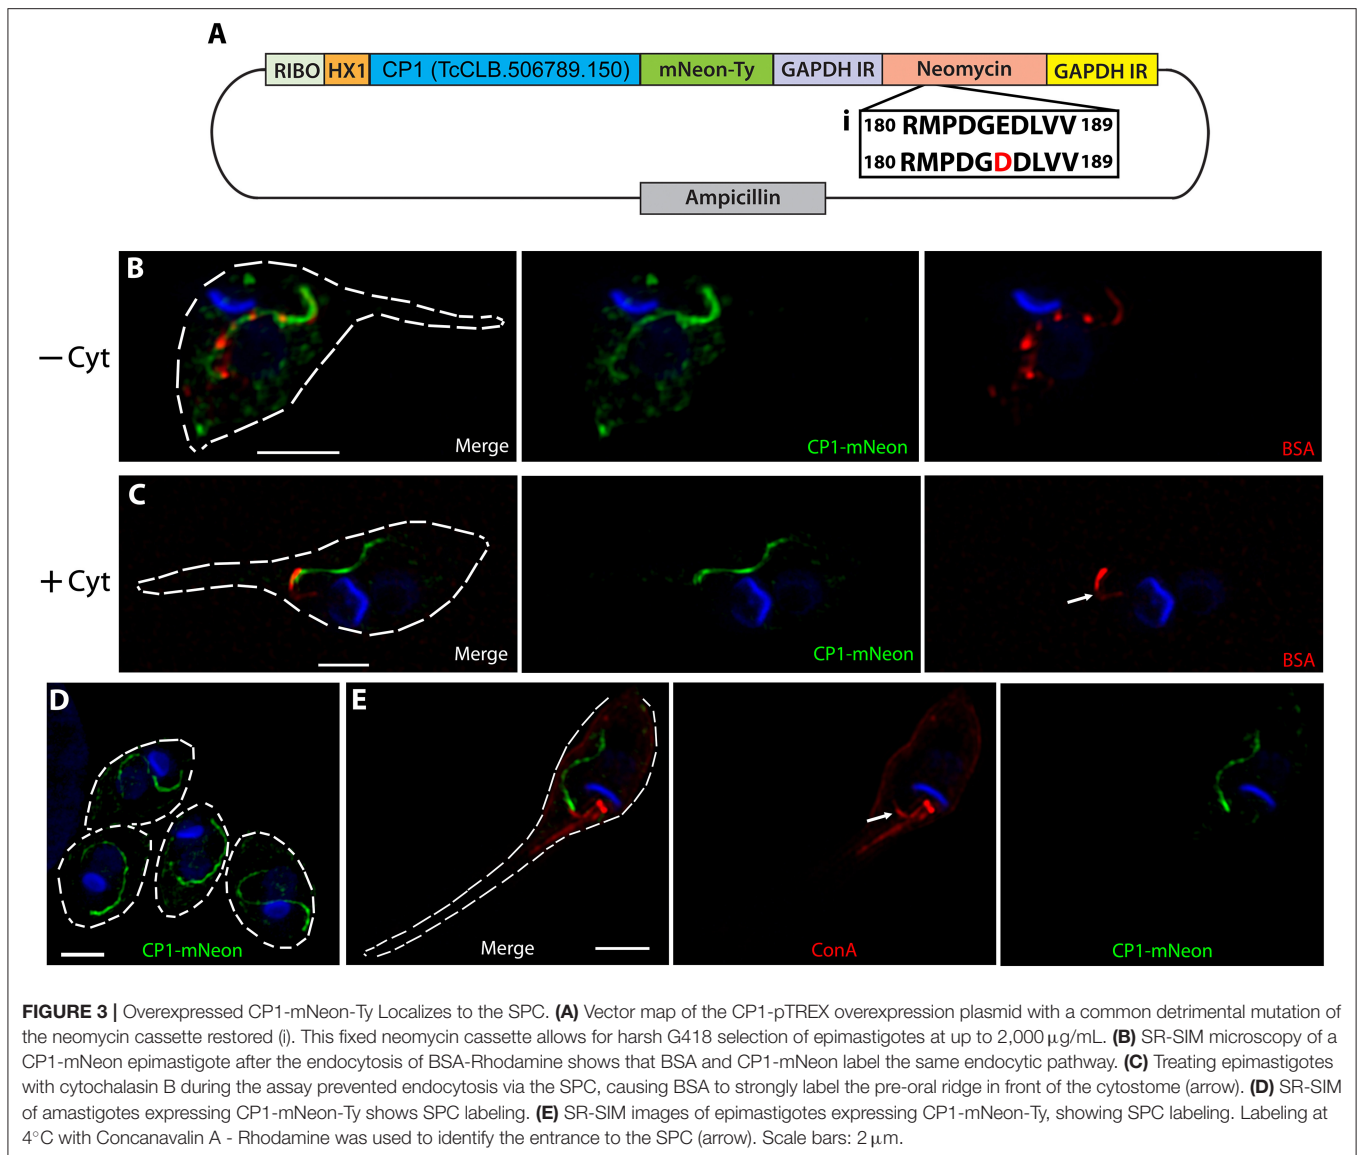 A
RIBO HX1 CP1 (TcCLB.506789.150) mNeon-Ty GAPDH IR Neomycin GAPDH IR
i 180 RMPDGEDLVV 189
180 RMPDGDDLVV 189
Ampicillin
B
− Cyt
Merge
CP1-mNeon
BSA
C
+ Cyt
Merge
CP1-mNeon
BSA
D
CP1-mNeon
E
Merge
ConA
CP1-mNeon
FIGURE 3 | Overexpressed CP1-mNeon-Ty Localizes to the SPC. (A) Vector map of the CP1-pTREX overexpression plasmid with a common detrimental mutation of
the neomycin cassette restored (i). This fixed neomycin cassette allows for harsh G418 selection of epimastigotes at up to 2,000 µg/mL. (B) SR-SIM microscopy of a
CP1-mNeon epimastigote after the endocytosis of BSA-Rhodamine shows that BSA and CP1-mNeon label the same endocytic pathway. (C) Treating epimastigotes
with cytochalasin B during the assay prevented endocytosis via the SPC, causing BSA to strongly label the pre-oral ridge in front of the cytostome (arrow). (D) SR-SIM
of amastigotes expressing CP1-mNeon-Ty shows SPC labeling. (E) SR-SIM images of epimastigotes expressing CP1-mNeon-Ty, showing SPC labeling. Labeling at
4°C with Concanavalin A - Rhodamine was used to identify the entrance to the SPC (arrow). Scale bars: 2 µm.